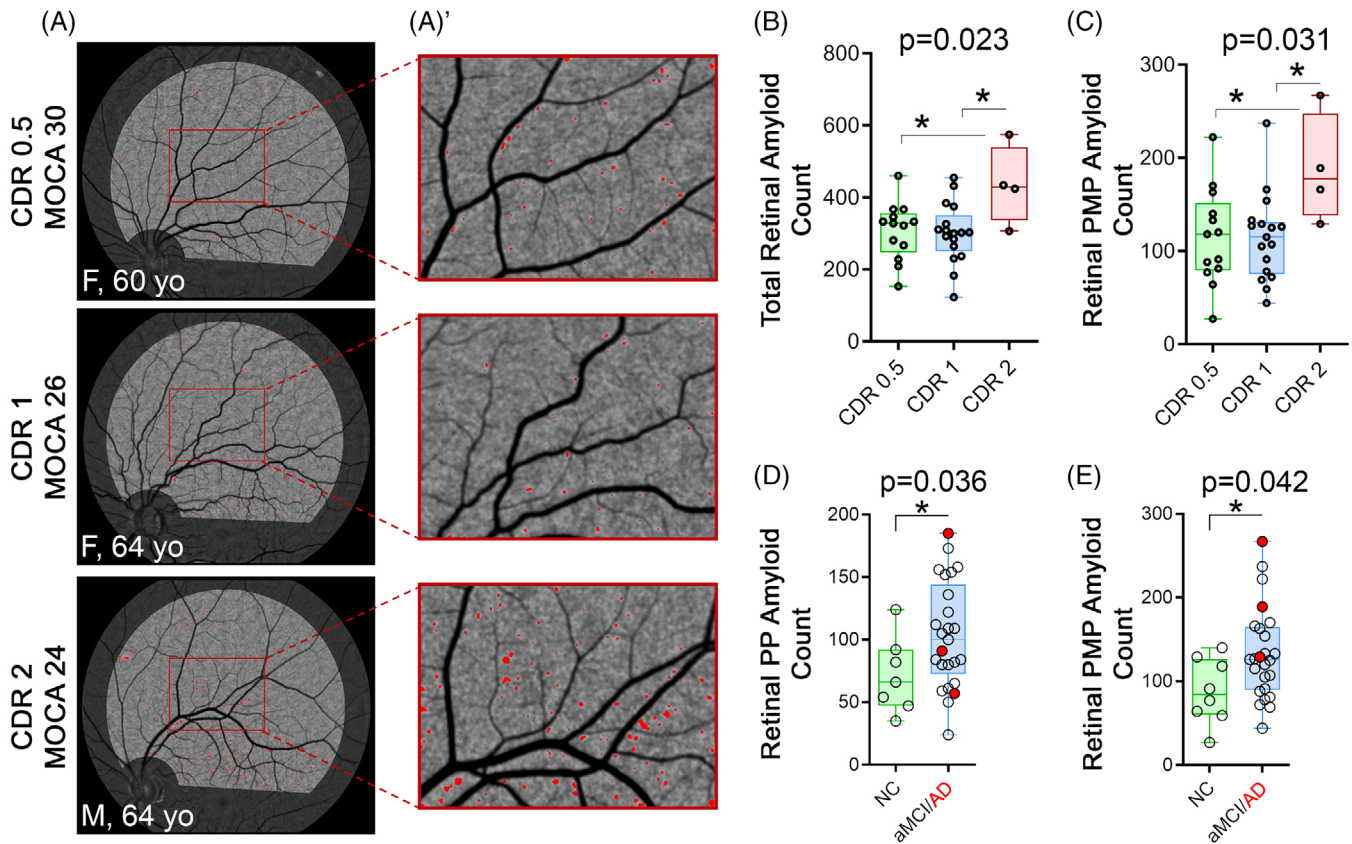 (A)
(A)'
CDR 0.5
MOCA 30
F, 60 yo
CDR 1
MOCA 26
F, 64 yo
CDR 2
MOCA 24
M, 64 yo
(B)
p=0.023
Total Retinal Amyloid
Count
800
600
400
200
0
*
*
CDR 0.5
CDR 1
CDR 2
(C)
p=0.031
Retinal PMP Amyloid
Count
300
200
100
0
*
*
CDR 0.5
CDR 1
CDR 2
(D)
p=0.036
Retinal PP Amyloid
Count
200
150
100
50
0
*
NC
aMCI/AD
(E)
p=0.042
Retinal PMP Amyloid
Count
300
200
100
0
*
NC
aMCI/AD